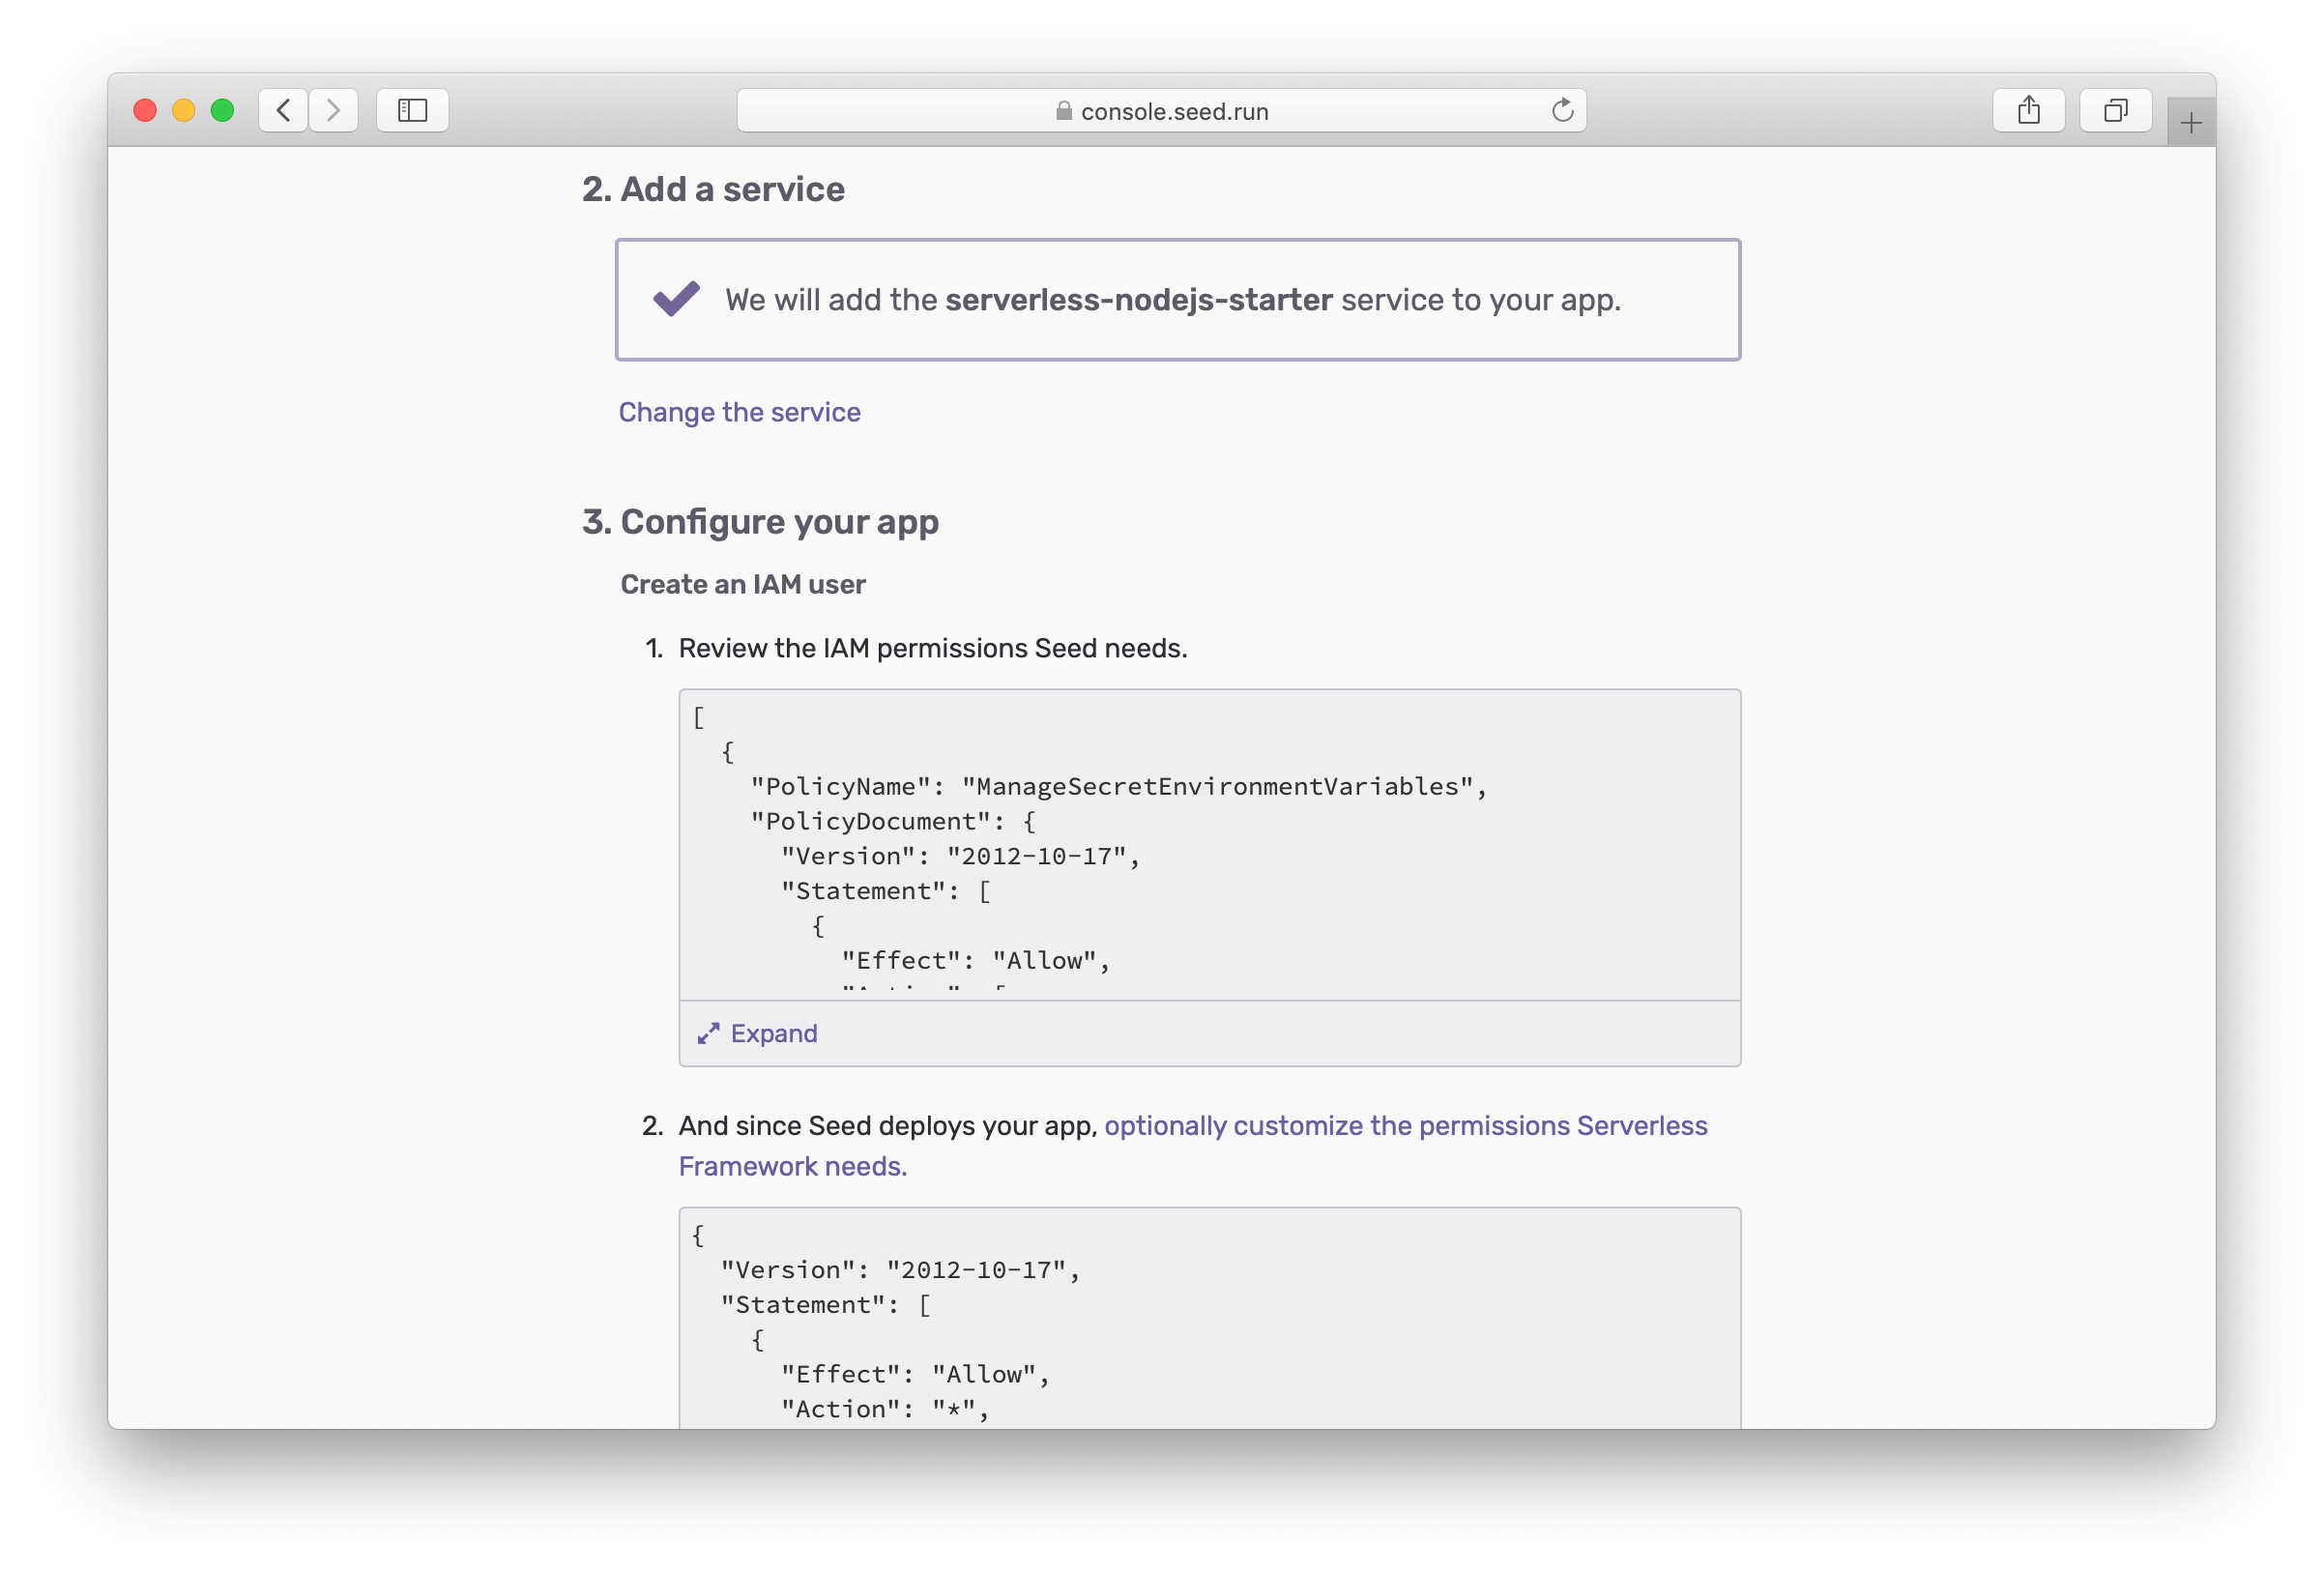 console.seed.run
2. Add a service
We will add the serverless-nodejs-starter service to your app.
Change the service
3. Configure your app
Create an IAM user
1. Review the IAM permissions Seed needs.
[
  {
    "PolicyName": "ManageSecretEnvironmentVariables",
    "PolicyDocument": {
      "Version": "2012-10-17",
      "Statement": [
        {
          "Effect": "Allow",
Expand
2. And since Seed deploys your app, optionally customize the permissions Serverless
Framework needs.
{
  "Version": "2012-10-17",
  "Statement": [
    {
      "Effect": "Allow",
      "Action": "*",